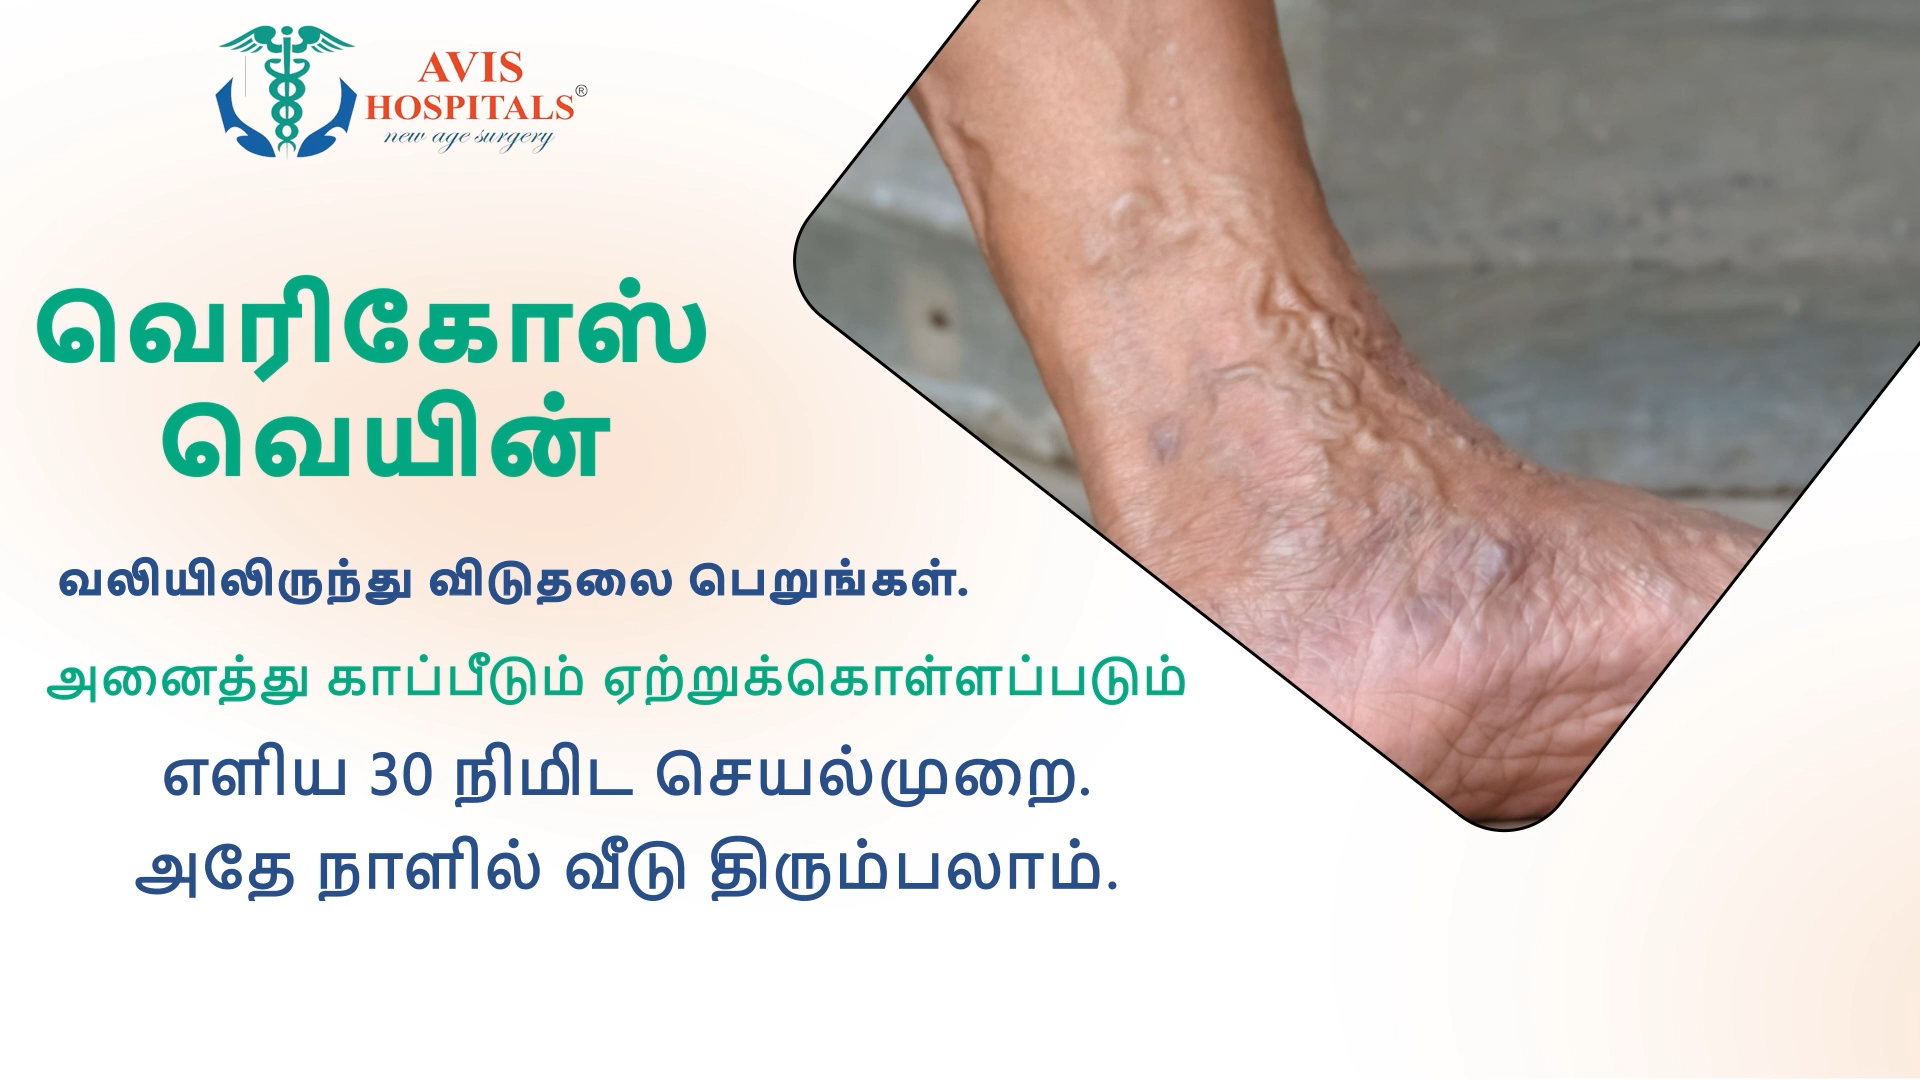 AVIS
HOSPITALS®
new age surgery
வெரிகோஸ்
வெயின்
வலியிலிருந்து விடுதலை பெறுங்கள்.
அனைத்து காப்பீடும் ஏற்றுக்கொள்ளப்படும்
எளிய 30 நிமிட செயல்முறை.
அதே நாளில் வீடு திரும்பலாம்.